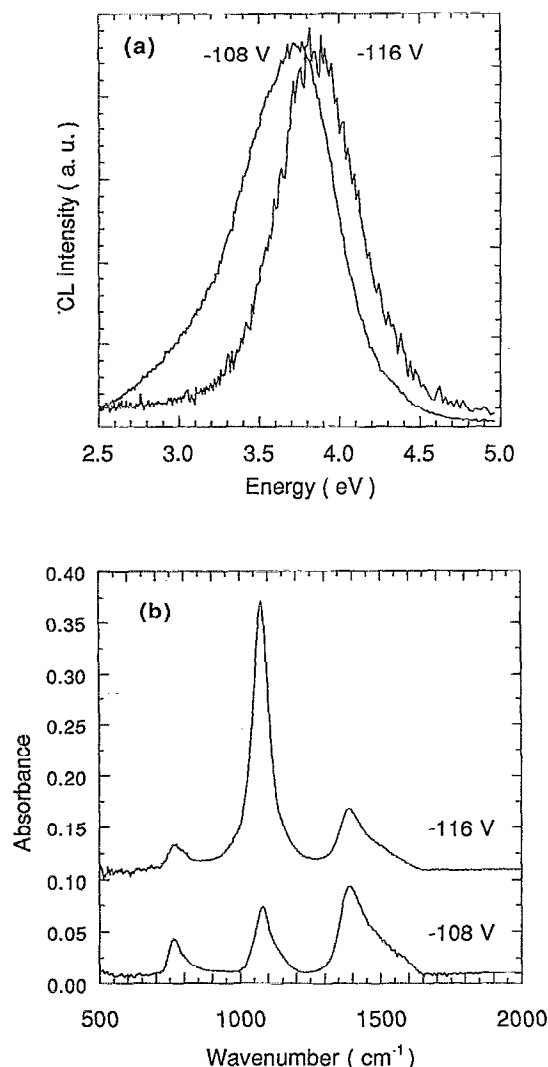 (a)
-108 V
-116 V
CL intensity ( a. u. )
2.5 3.0 3.5 4.0 4.5 5.0
Energy ( eV )
(b)
0.40
0.35
0.30
0.25
0.20
0.15
0.10
0.05
0.00
Absorbance
-116 V
-108 V
500 1000 1500 2000
Wavenumber ( cm⁻¹ )